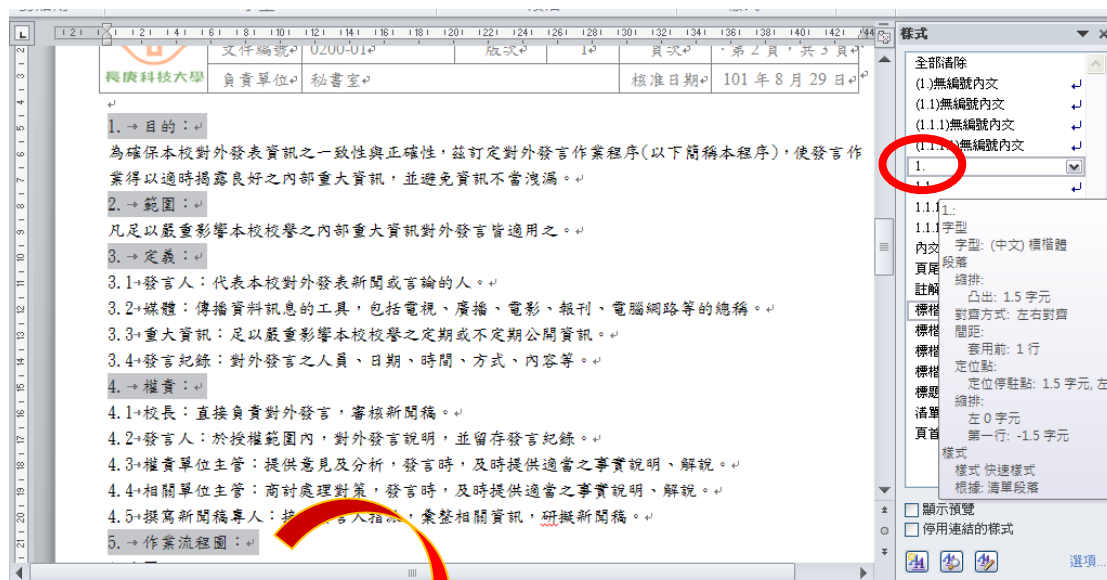 文件編號 0200-01 版次 1 頁次 ·第 2 頁，共 3 頁
長庚科技大學 負責單位 秘書室 核准日期 101 年 8 月 29 日
1. → 目的：
為確保本校對外發表資訊之一致性與正確性，茲訂定對外發言作業程序(以下簡稱本程序)，使發言作
業得以適時揭露良好之內部重大資訊，並避免資訊不當洩漏。
2. → 範圍：
凡足以嚴重影響本校校譽之內部重大資訊對外發言皆適用之。
3. → 定義：
3.1→發言人：代表本校對外發表新聞或言論的人。
3.2→媒體：傳播資料訊息的工具，包括電視、廣播、電影、報刊、電腦網路等的總稱。
3.3→重大資訊：足以嚴重影響本校校譽之定期或不定期公開資訊。
3.4→發言紀錄：對外發言之人員、日期、時間、方式、內容等。
4. → 權責：
4.1→校長：直接負責對外發言，審核新聞稿。
4.2→發言人：於授權範圍內，對外發言說明，並留存發言紀錄。
4.3→權責單位主管：提供意見及分析，發言時，及時提供適當之事實說明、解說。
4.4→相關單位主管：商討處理對策，發言時，及時提供適當之事實說明、解說。
4.5→撰寫新聞稿專人：
言人指派，彙整相關資訊，研擬新聞稿。
5. → 作業流程圖：
樣式
全部清除
(1.)無編號內文
(1.1)無編號內文
(1.1.1)無編號內文
(1.1.1.1)無編號內文
1.
1.1
1.1.1
1.1.1
內文
頁尾
註解
標楷
標楷
標楷
標楷
標題
清單
頁首
1.:
字型
字型: (中文) 標楷體
段落
縮排:
凸出: 1.5 字元
對齊方式: 左右對齊
間距:
套用前: 1 行
定位點:
定位停駐點: 1.5 字元, 左
縮排:
左 0 字元
第一行: -1.5 字元
樣式
樣式 快速樣式
根據: 清單段落
顯示預覽
停用連結的樣式
選項...